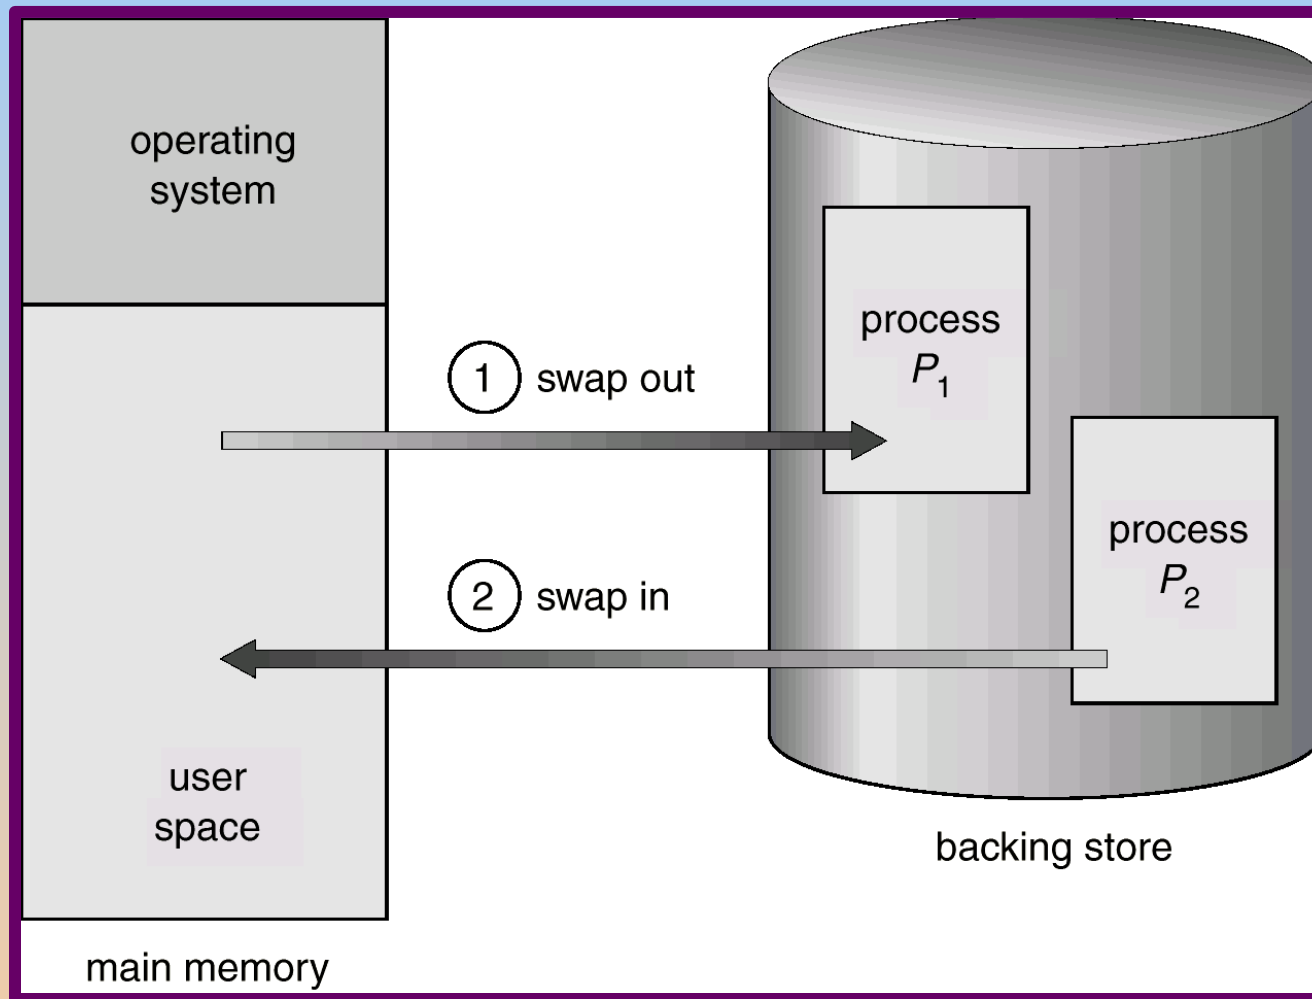 operating
system
1 swap out
process
P1
process
P2
2 swap in
user
space
backing store
main memory